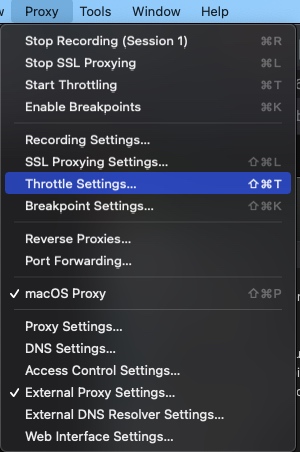 Proxy Tools Window Help
Stop Recording (Session 1) ⌘R
Stop SSL Proxying ⌘L
Start Throttling ⌘T
Enable Breakpoints ⌘K
Recording Settings...
SSL Proxying Settings... ⇧⌘L
Throttle Settings... ⇧⌘T
Breakpoint Settings... ⇧⌘K
Reverse Proxies...
Port Forwarding...
✓ macOS Proxy ⇧⌘P
Proxy Settings...
DNS Settings...
Access Control Settings...
✓ External Proxy Settings...
External DNS Resolver Settings...
Web Interface Settings...